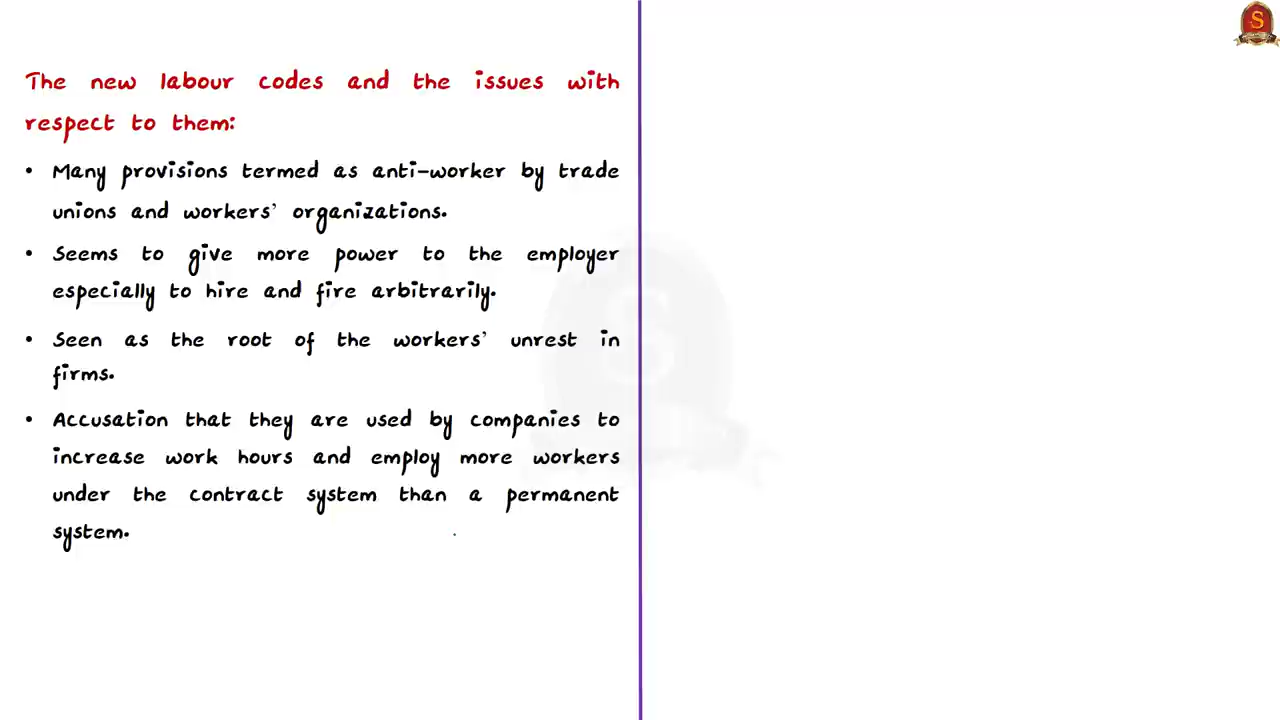 The new labour codes and the issues with
respect to them:
• Many provisions termed as anti-worker by trade
unions and workers' organizations.
• Seems to give more power to the employer
especially to hire and fire arbitrarily.
• Seen as the root of the workers' unrest in
firms.
• Accusation that they are used by companies to
increase work hours and employ more workers
under the contract system than a permanent
system.
S